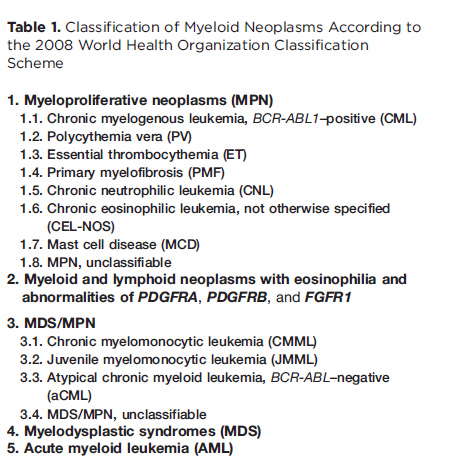 Table 1. Classification of Myeloid Neoplasms According to
the 2008 World Health Organization Classification
Scheme
1. Myeloproliferative neoplasms (MPN)
1.1. Chronic myelogenous leukemia, BCR-ABL1–positive (CML)
1.2. Polycythemia vera (PV)
1.3. Essential thrombocythemia (ET)
1.4. Primary myelofibrosis (PMF)
1.5. Chronic neutrophilic leukemia (CNL)
1.6. Chronic eosinophilic leukemia, not otherwise specified
(CEL-NOS)
1.7. Mast cell disease (MCD)
1.8. MPN, unclassifiable
2. Myeloid and lymphoid neoplasms with eosinophilia and
abnormalities of PDGFRA, PDGFRB, and FGFR1
3. MDS/MPN
3.1. Chronic myelomonocytic leukemia (CMML)
3.2. Juvenile myelomonocytic leukemia (JMML)
3.3. Atypical chronic myeloid leukemia, BCR-ABL–negative
(aCML)
3.4. MDS/MPN, unclassifiable
4. Myelodysplastic syndromes (MDS)
5. Acute myeloid leukemia (AML)